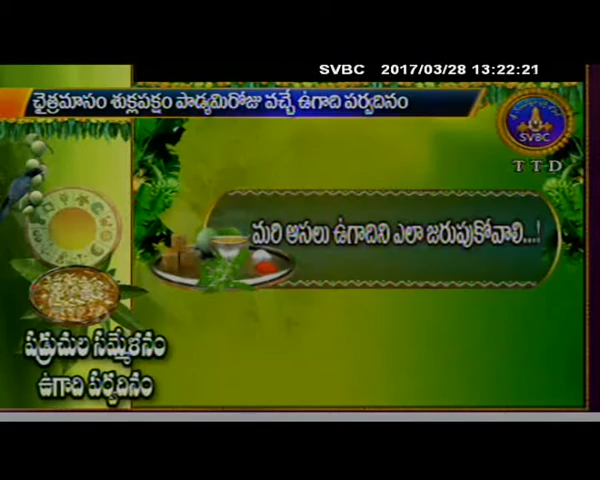 SVBC 2017/03/28 13:22:21
ఛైత్రమాసం శుక్లపక్షం పాడ్యమిరోజు వచ్చే ఉగాది పర్వదినం
SVBC
T T D
మరి అసలు ఉగాదిని ఎలా జరుపుకోవాలి...!
షడ్రుచుల సమ్మేళనం
ఉగాది పర్వదినం